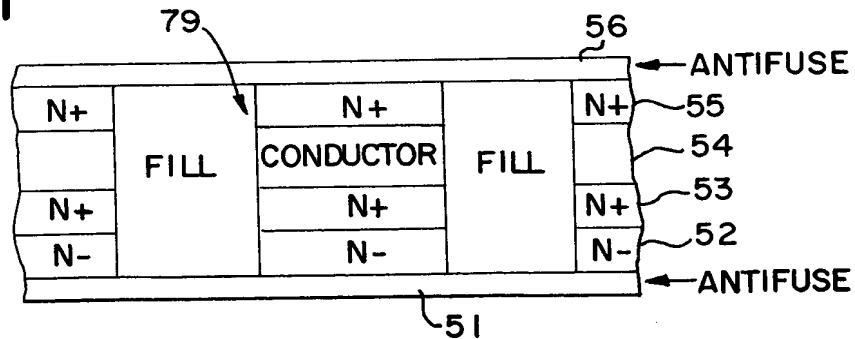 79
56
ANTIFUSE
N+ N+ N+ 55
FILL CONDUCTOR FILL 54
N+ N+ N+ 53
N- N- N- 52
ANTIFUSE
51